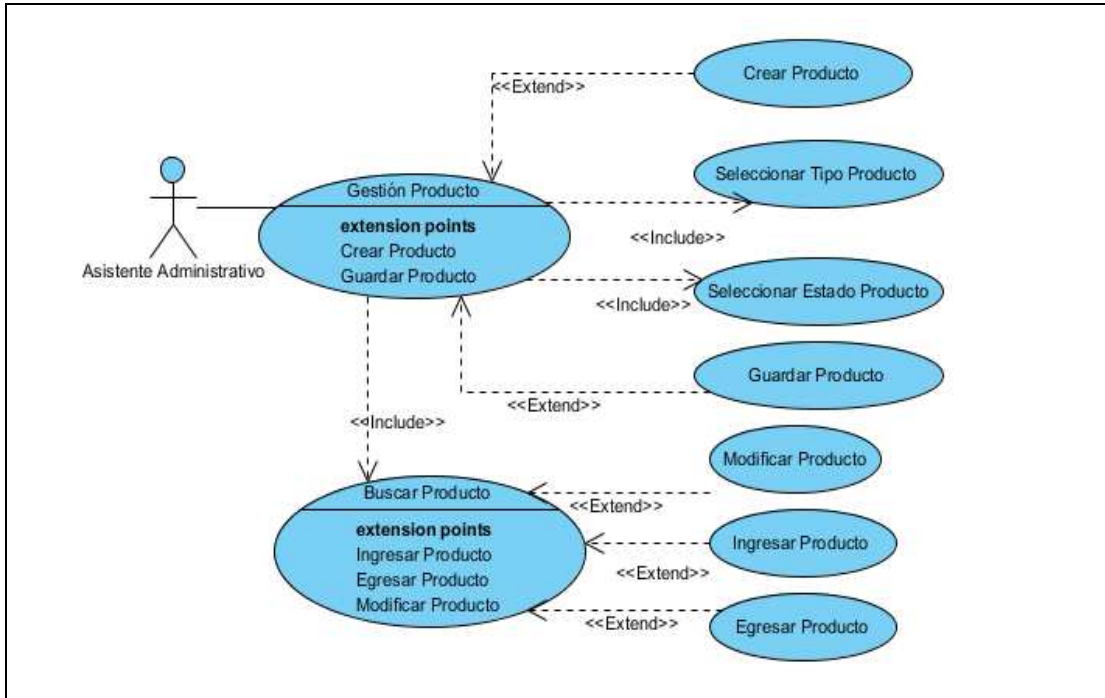 Crear Producto
<<Extend>>
Seleccionar Tipo Producto
Gestión Producto
extension points
Crear Producto
Guardar Producto
Asistente Administrativo
<<Include>>
Seleccionar Estado Producto
<<Include>>
Guardar Producto
<<Extend>>
<<Include>>
Modificar Producto
Buscar Producto
extension points
Ingresar Producto
Egresar Producto
Modificar Producto
<<Extend>>
Ingresar Producto
<<Extend>>
Egresar Producto
<<Extend>>